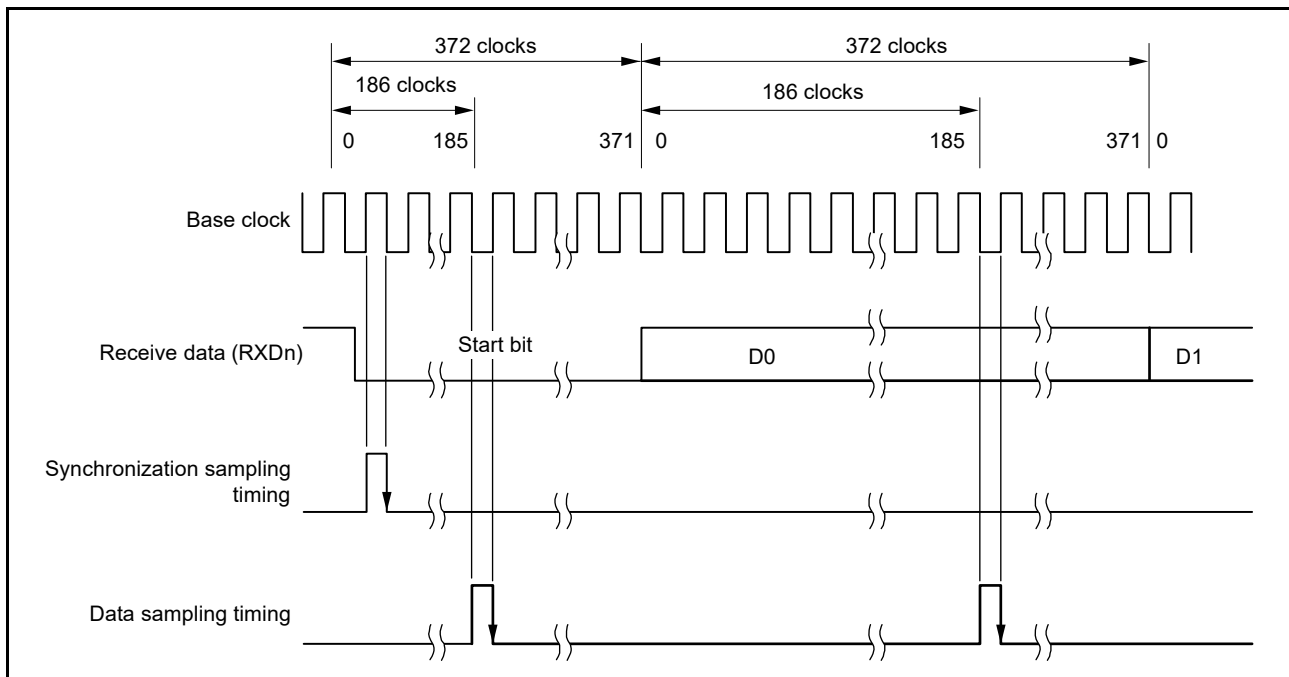 372 clocks 372 clocks
186 clocks 186 clocks
0 185 371 0 185 371 0
Base clock
Receive data (RXDn) Start bit D0 D1
Synchronization sampling
timing
Data sampling timing